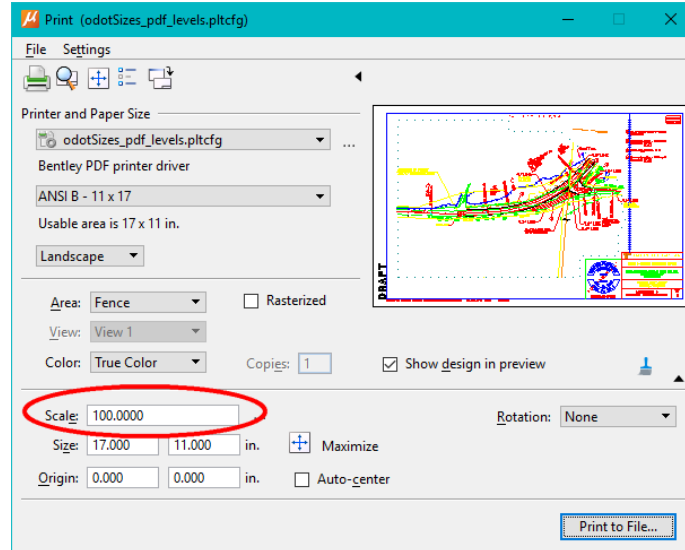 Print (odotSizes_pdf_levels.pltcfg)
File Settings
Printer and Paper Size
odotSizes_pdf_levels.pltcfg ...
Bentley PDF printer driver
ANSI B - 11 x 17
Usable area is 17 x 11 in.
Landscape
DRAFT
Area: Fence Rasterized
View: View 1
Color: True Color Copies: 1 Show design in preview
Scale: 100.0000 ... Rotation: None
Size: 17.000 11.000 in. Maximize
Origin: 0.000 0.000 in. Auto-center
Print to File...